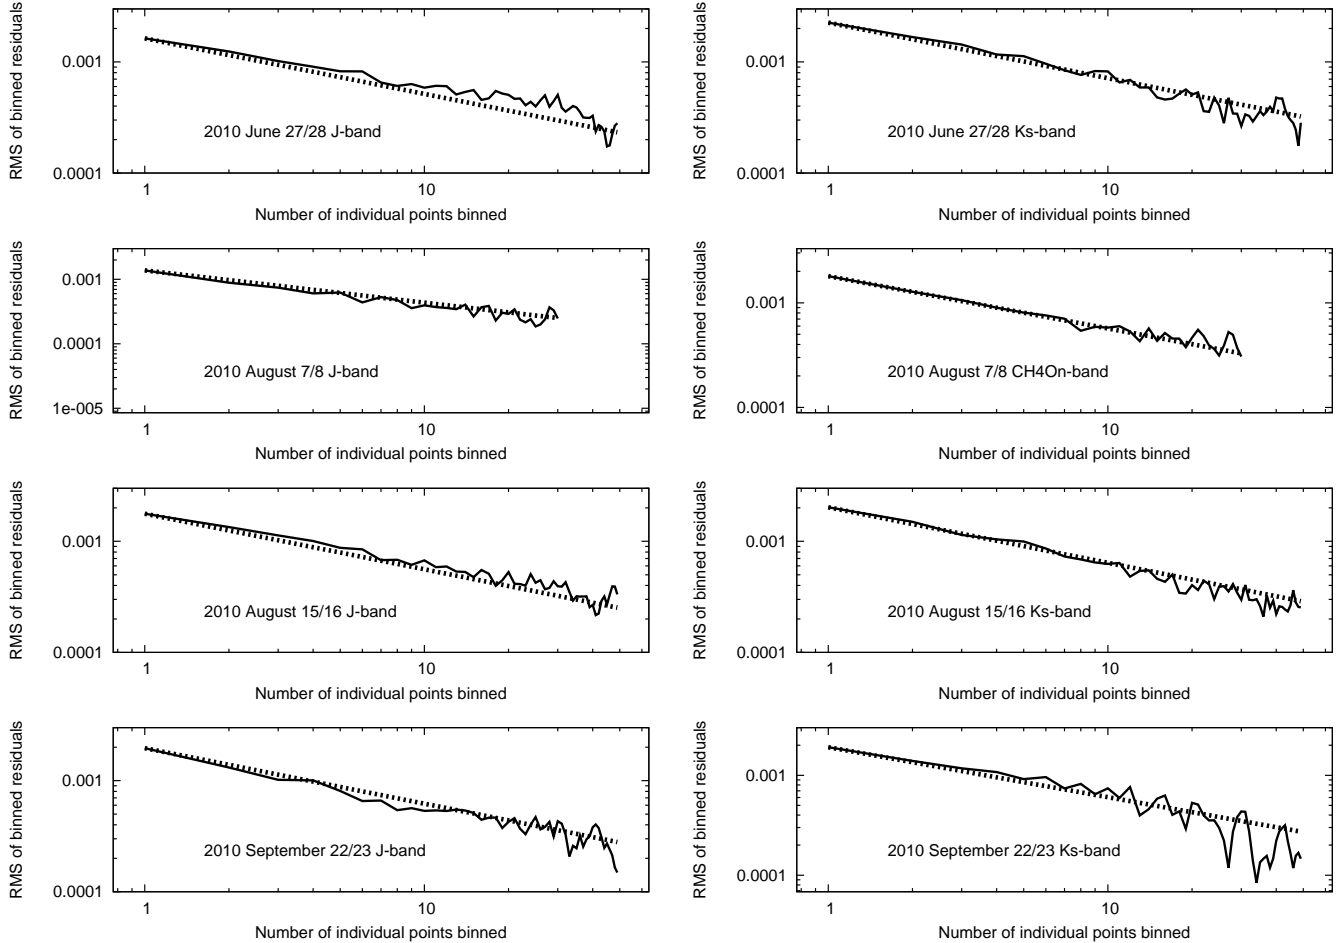 RMS of binned residuals
0.001
0.0001
2010 June 27/28 J-band
1 10
Number of individual points binned
RMS of binned residuals
0.001
0.0001
2010 June 27/28 Ks-band
1 10
Number of individual points binned
RMS of binned residuals
0.001
0.0001
1e-005
2010 August 7/8 J-band
1 10
Number of individual points binned
RMS of binned residuals
0.001
0.0001
2010 August 7/8 CH4On-band
1 10
Number of individual points binned
RMS of binned residuals
0.001
0.0001
2010 August 15/16 J-band
1 10
Number of individual points binned
RMS of binned residuals
0.001
0.0001
2010 August 15/16 Ks-band
1 10
Number of individual points binned
RMS of binned residuals
0.001
0.0001
2010 September 22/23 J-band
1 10
Number of individual points binned
RMS of binned residuals
0.001
0.0001
2010 September 22/23 Ks-band
1 10
Number of individual points binned